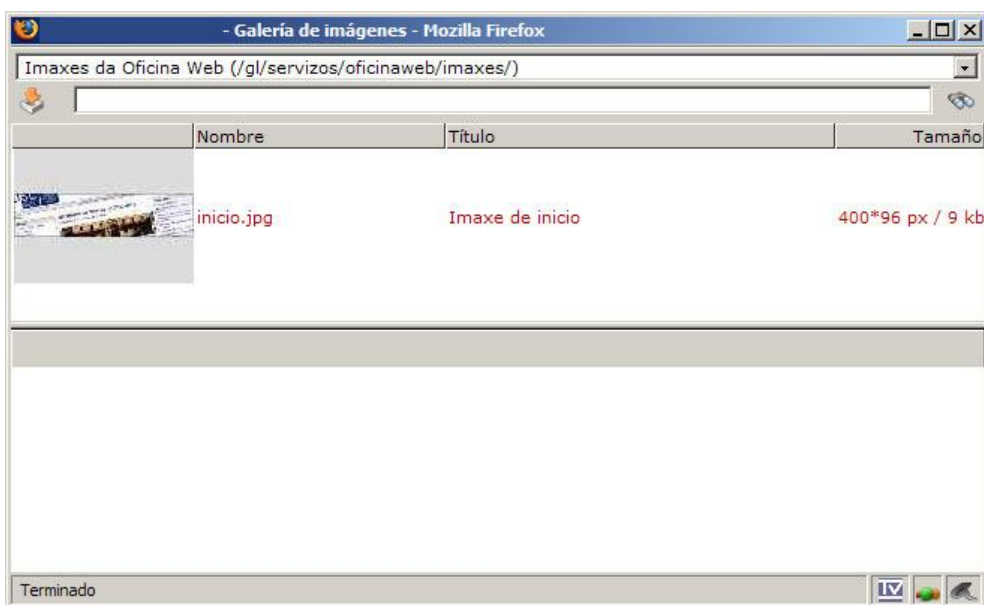 - Galería de imágenes - Mozilla Firefox
Imaxes da Oficina Web (/gl/servizos/oficinaweb/imaxes/)
Nombre Título Tamaño
inicio.jpg Imaxe de inicio 400*96 px / 9 kb
Terminado